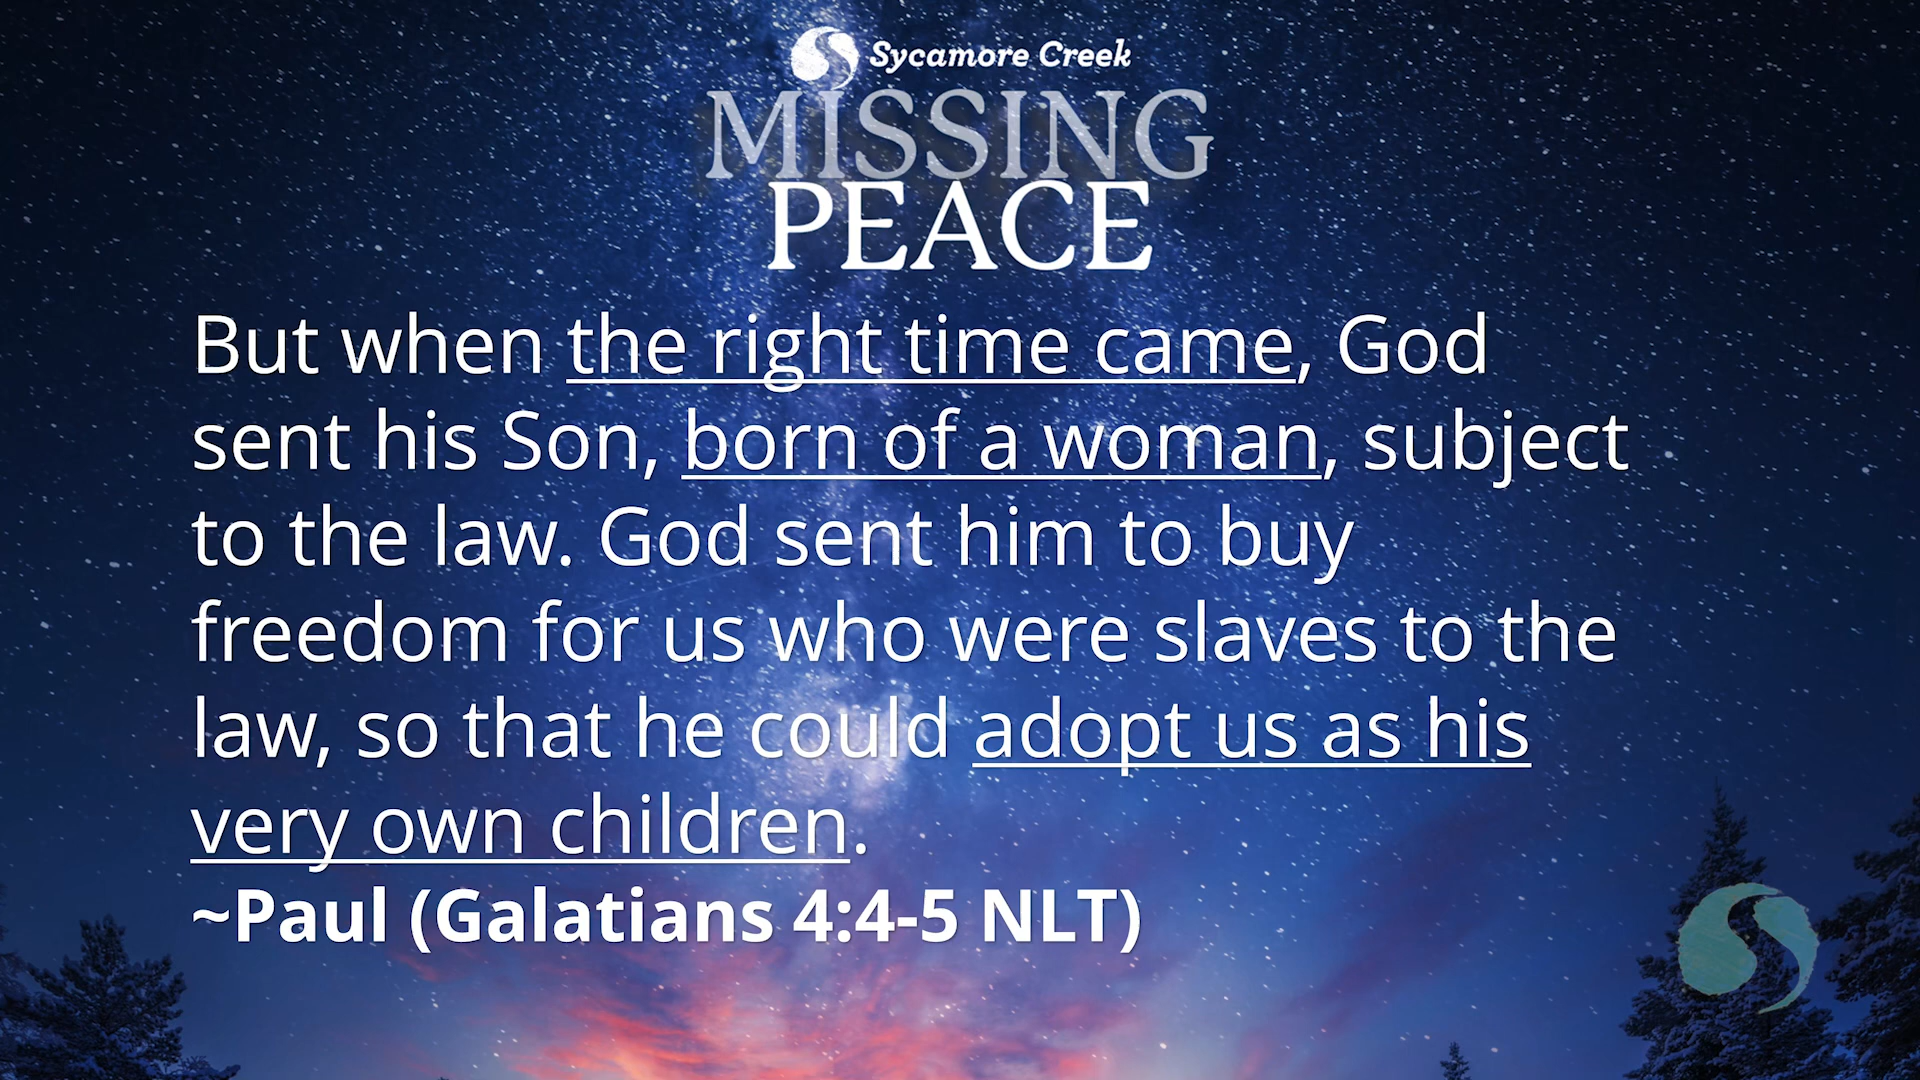 Sycamore Creek
MISSING
PEACE
But when the right time came, God
sent his Son, born of a woman, subject
to the law. God sent him to buy
freedom for us who were slaves to the
law, so that he could adopt us as his
very own children.
~Paul (Galatians 4:4-5 NLT)